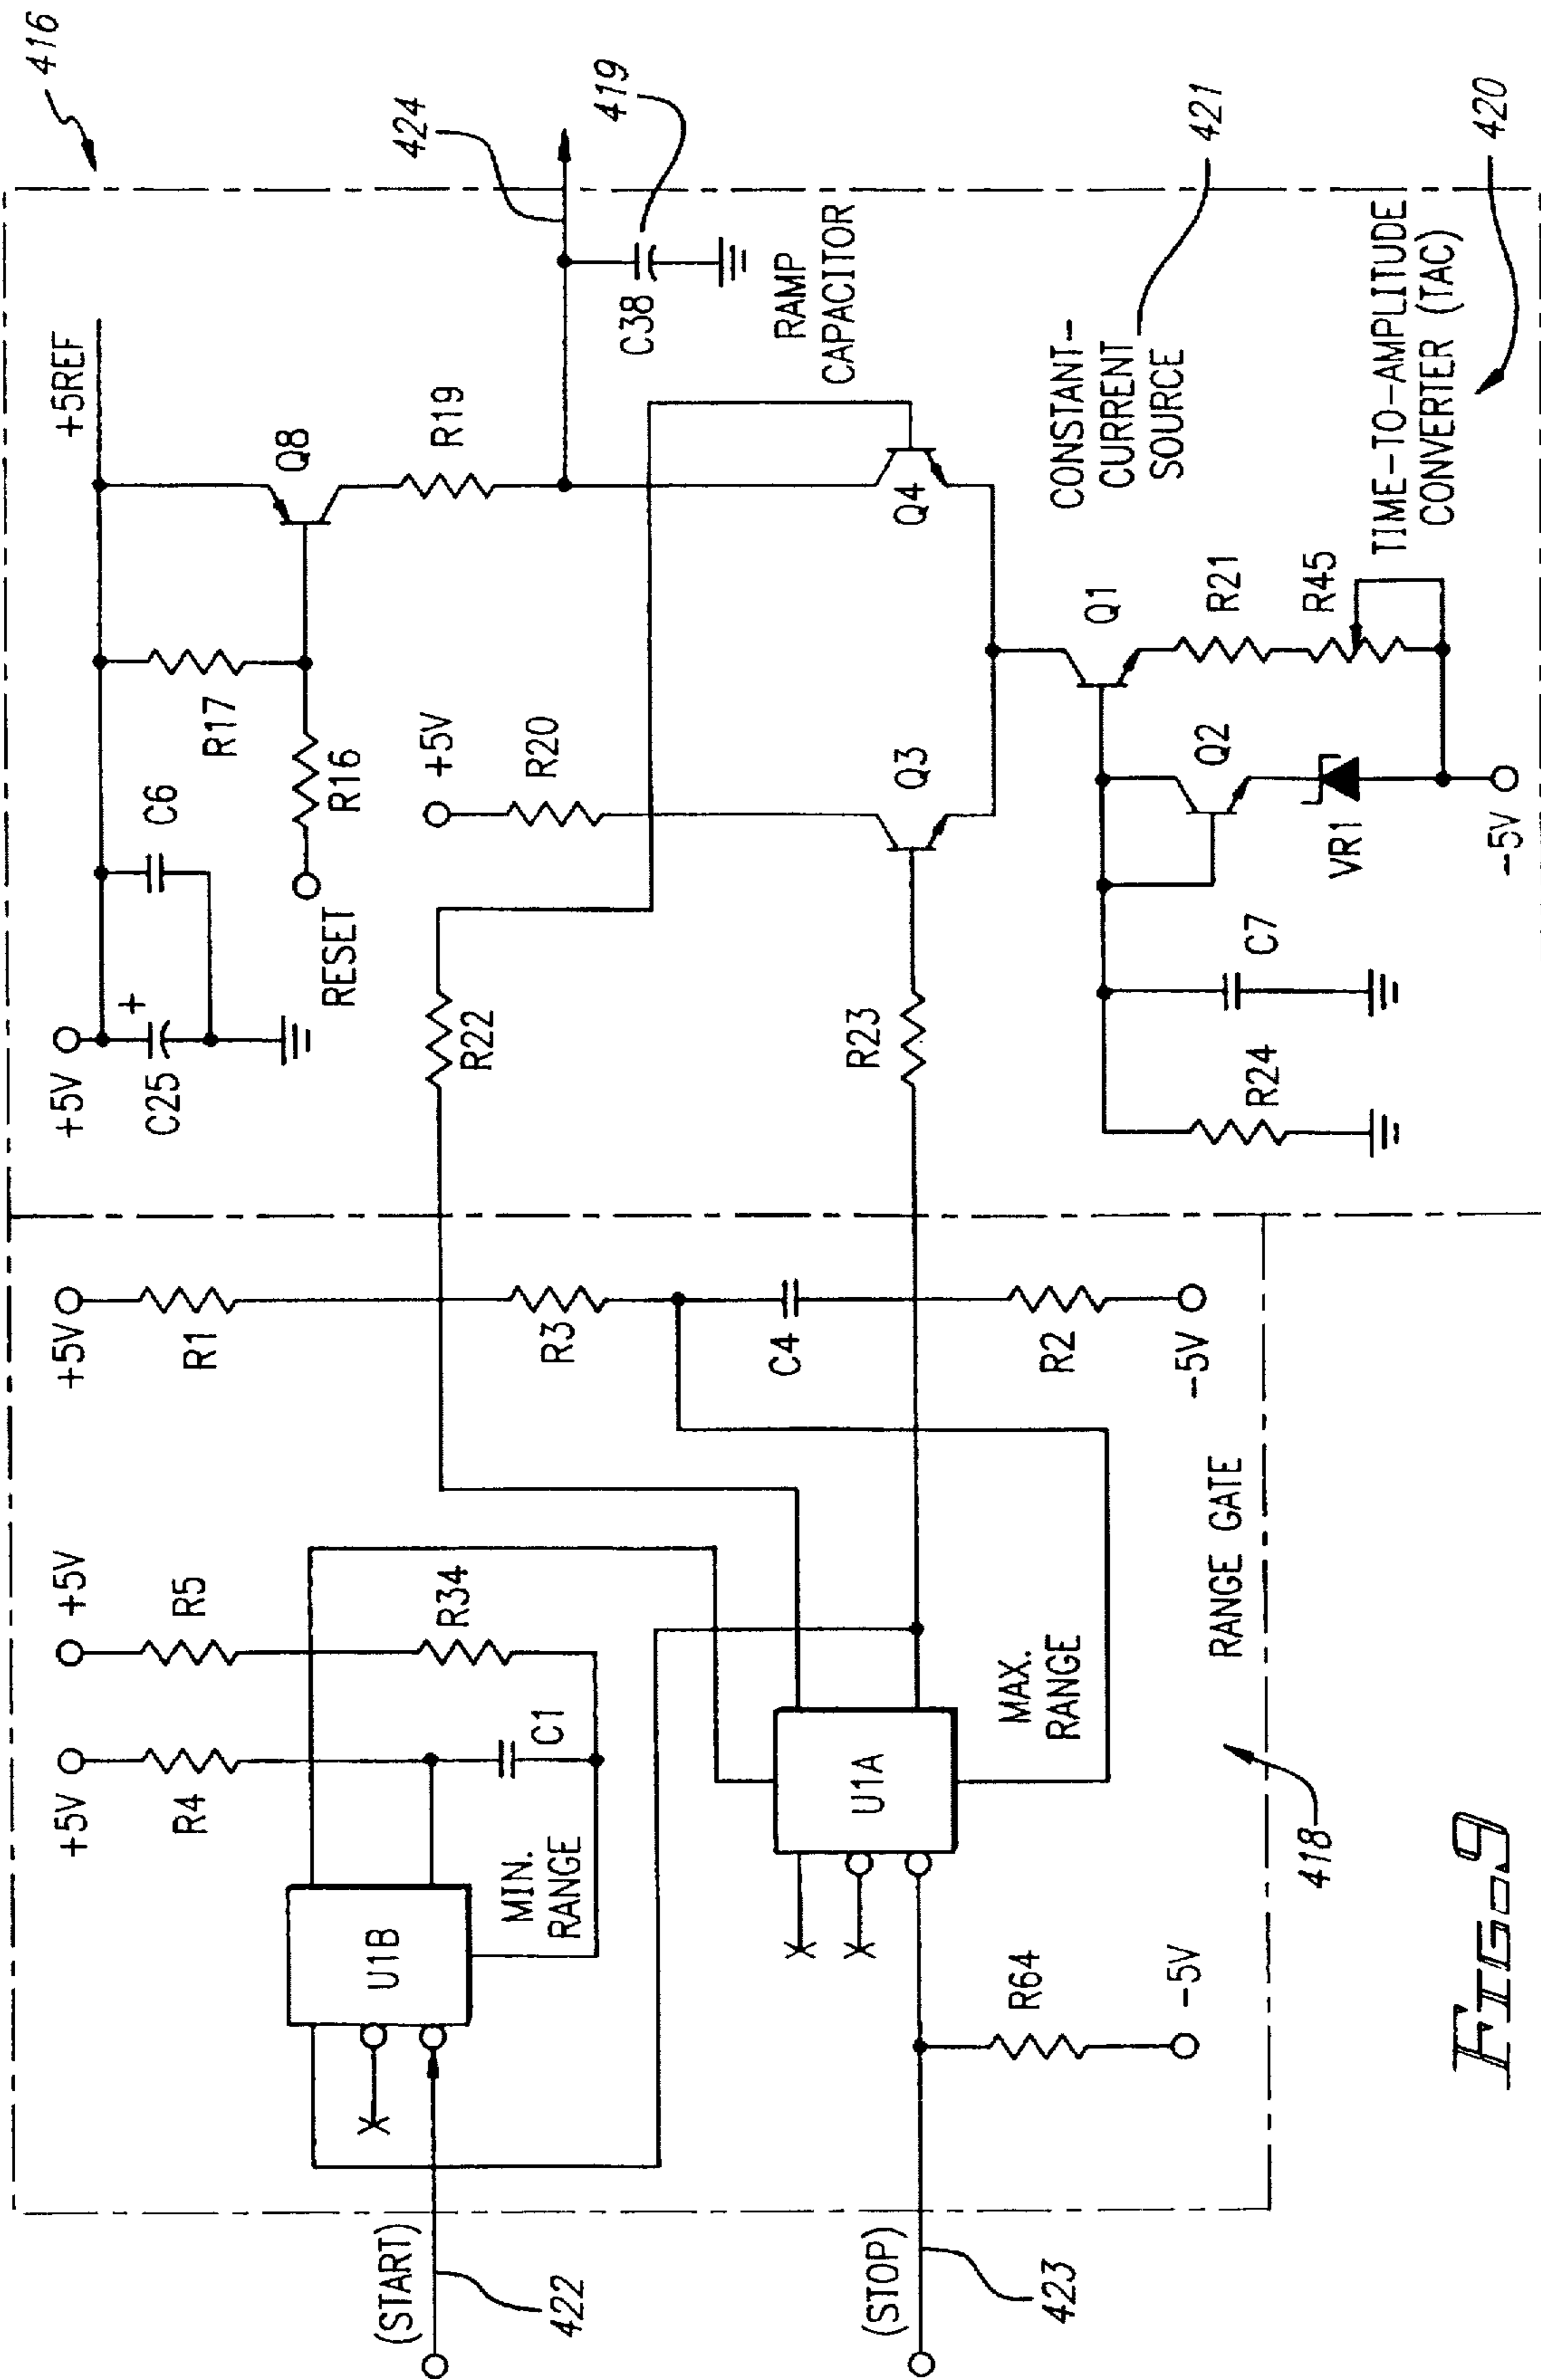 416
+5V
+5V
+5V
+5V
+5REF
R4
R5
R1
C25
+
C6
R17
Q8
RESET
R16
R19
424
419
C38
RAMP
CAPACITOR
(START)
422
U1B
MIN.
RANGE
C1
R34
R3
R22
+5V
R20
(STOP)
423
U1A
MAX.
RANGE
C4
R23
Q3
Q4
R64
-5V
R2
-5V
R24
C7
Q2
Q1
VR1
-5V
R21
R45
CONSTANT-
CURRENT
SOURCE
421
RANGE GATE
418
TIME-TO-AMPLITUDE
CONVERTER (TAC)
420
FIG-9